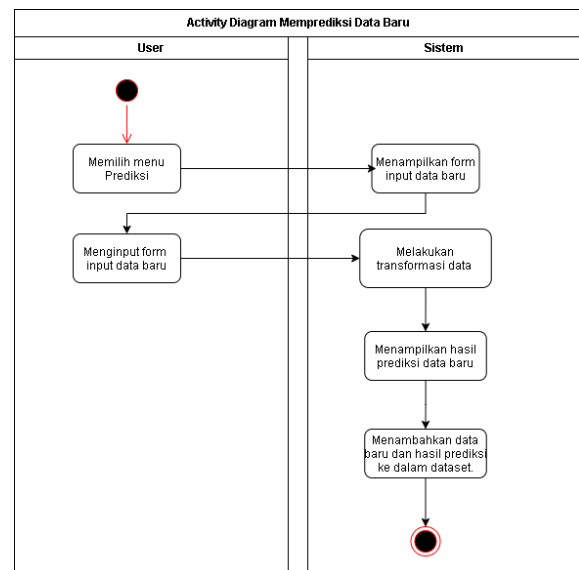 Activity Diagram Memprediksi Data Baru
User
Sistem
Memilih menu
Prediksi
Menampilkan form
input data baru
Menginput form
input data baru
Melakukan
transformasi data
Menampilkan hasil
prediksi data baru
Menambahkan data
baru dan hasil prediksi
ke dalam dataset.